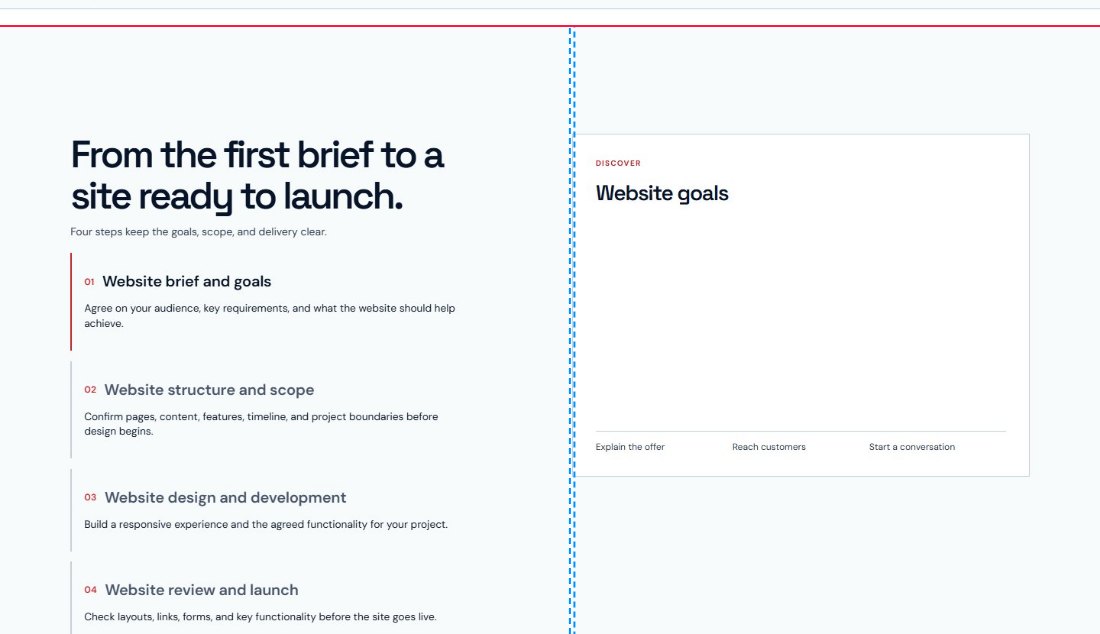 From the first brief to a
site ready to launch.
Four steps keep the goals, scope, and delivery clear.
01 Website brief and goals
Agree on your audience, key requirements, and what the website should help
achieve.
02 Website structure and scope
Confirm pages, content, features, timeline, and project boundaries before
design begins.
03 Website design and development
Build a responsive experience and the agreed functionality for your project.
04 Website review and launch
Check layouts, links, forms, and key functionality before the site goes live.
DISCOVER
Website goals
Explain the offer
Reach customers
Start a conversation